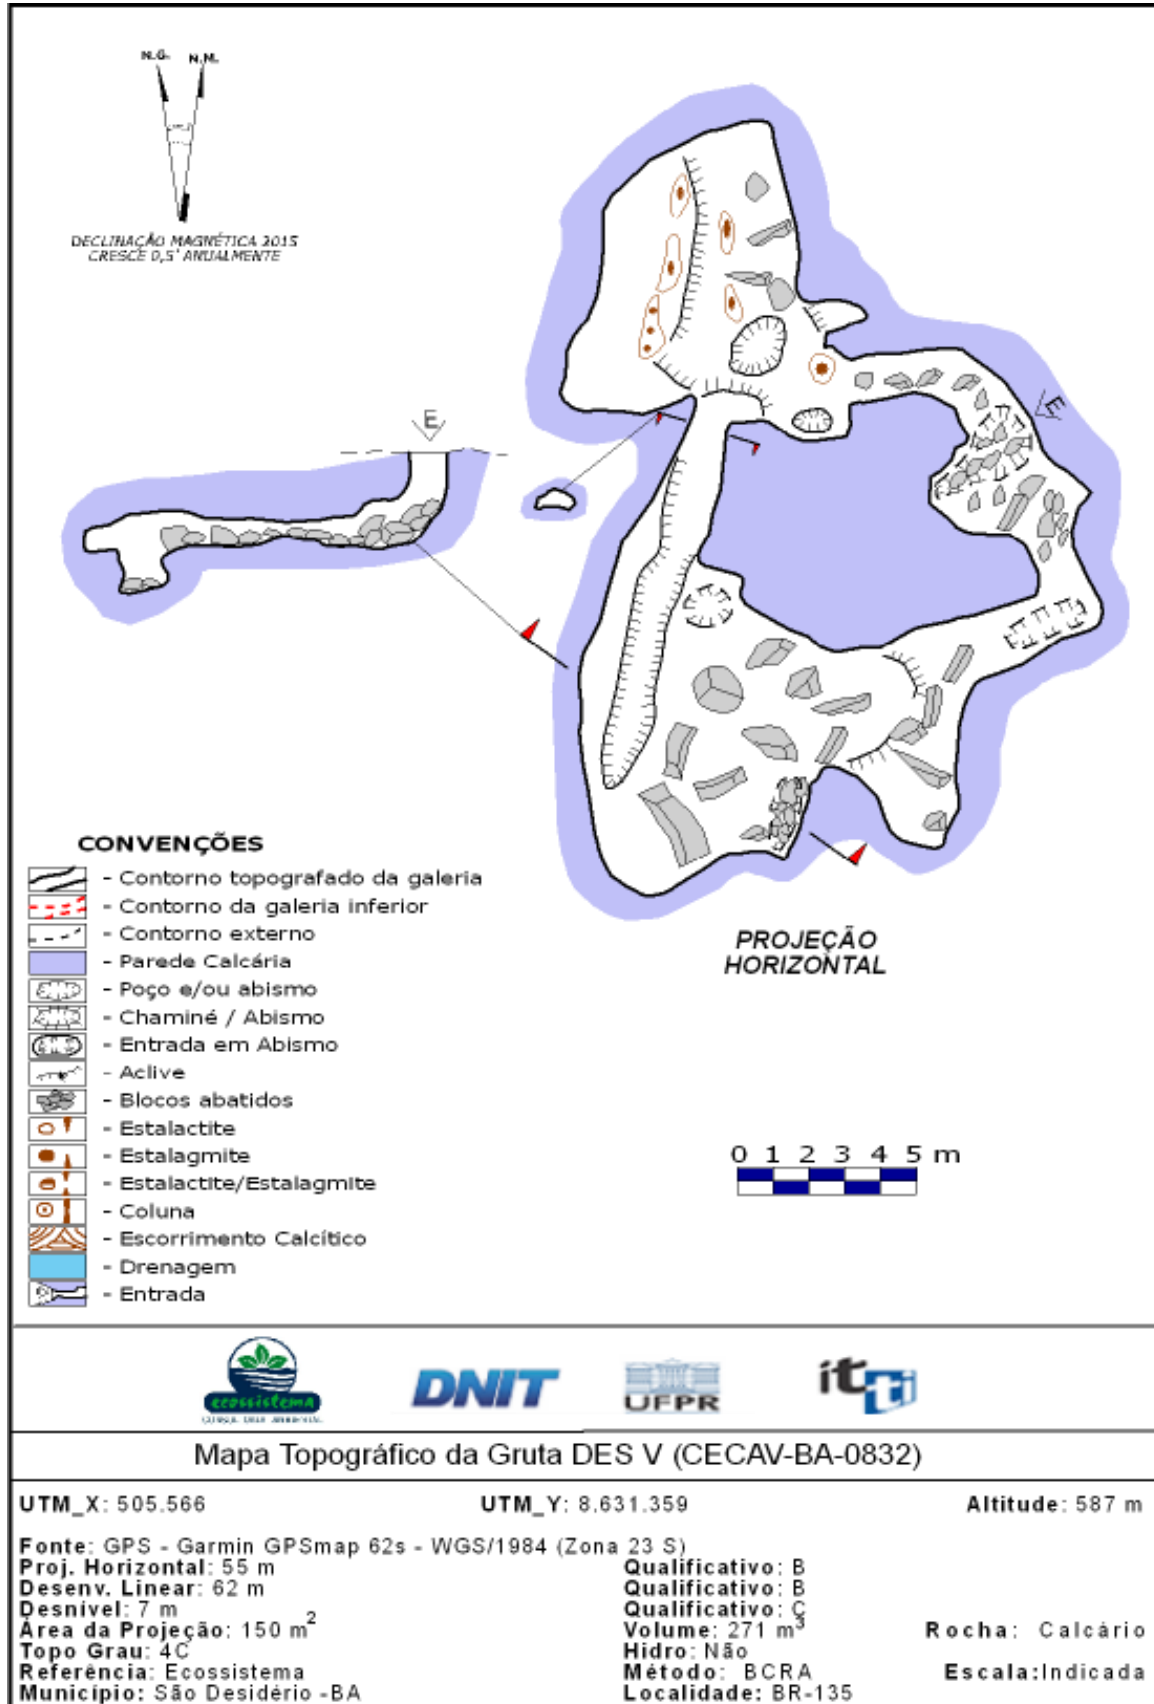 N.G. N.M.
DECLINAÇÃO MAGNÉTICA 2015
CRESCE 0,5' ANUALMENTE
E
E
CONVENÇÕES
- Contorno topografado da galeria
- Contorno da galeria inferior
- Contorno externo
- Parede Calcária
- Poço e/ou abismo
- Chaminé / Abismo
- Entrada em Abismo
- Aclive
- Blocos abatidos
- Estalactite
- Estalagmite
- Estalactite/Estalagmite
- Coluna
- Escorrimento Calcítico
- Drenagem
- Entrada
PROJEÇÃO
HORIZONTAL
0 1 2 3 4 5 m
ecossistema
DNIT
UFPR
itti
Mapa Topográfico da Gruta DES V (CECAV-BA-0832)
UTM_X: 505.566 UTM_Y: 8.631.359 Altitude: 587 m
Fonte: GPS - Garmin GPSmap 62s - WGS/1984 (Zona 23 S)
Proj. Horizontal: 55 m Qualificativo: B
Desenv. Linear: 62 m Qualificativo: B
Desnível: 7 m Qualificativo: C
Área da Projeção: 150 m² Volume: 271 m³ Rocha: Calcário
Topo Grau: 4C Hidro: Não
Referência: Ecossistema Método: BCRA Escala:Indicada
Município: São Desidério -BA Localidade: BR-135